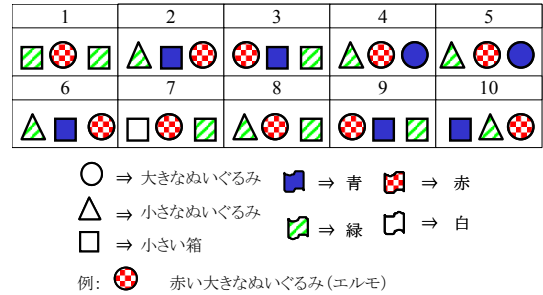 1 2 3 4 5
6 7 8 9 10
⇒ 大きなぬいぐるみ ⇒ 青 ⇒ 赤
⇒ 小さなぬいぐるみ ⇒ 緑 ⇒ 白
⇒ 小さい箱
例: 赤い大きなぬいぐるみ(エルモ)